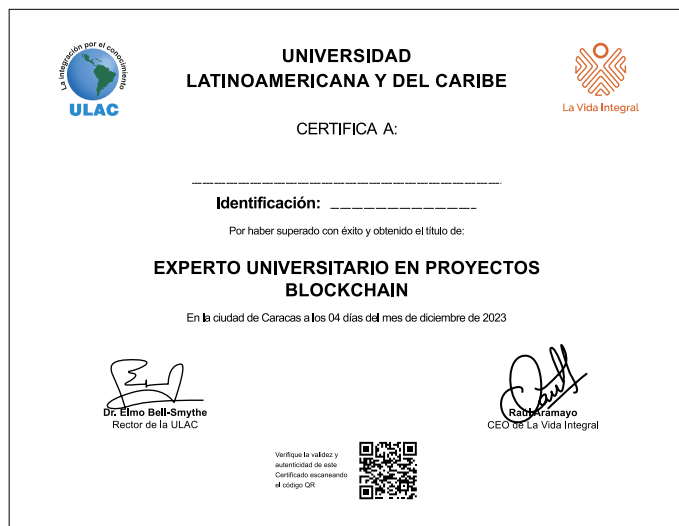 La integración por el conocimiento
ULAC
UNIVERSIDAD
LATINOAMERICANA Y DEL CARIBE
La Vida Integral
CERTIFICA A:
Identificación:
Por haber superado con éxito y obtenido el título de:
EXPERTO UNIVERSITARIO EN PROYECTOS
BLOCKCHAIN
En la ciudad de Caracas a los 04 días del mes de diciembre de 2023
Dr. Elmo Bell-Smythe
Rector de la ULAC
Raúl Aramayo
CEO de La Vida Integral
Verifique la validez y
autenticidad de este
Certificado escaneando
el código QR